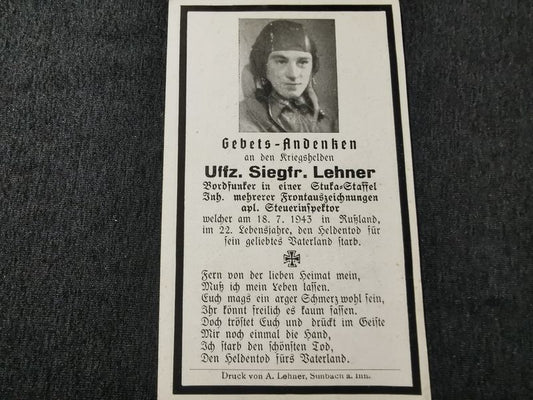 Gebets-Andenken
an den Kriegshelden
Uffz. Siegfr. Lehner
Bordfunker in einer Stuka-Staffel
Inh. mehrerer Frontauszeichnungen
apl. Steuerinspektor
welcher am 18. 7. 1943 in Rußland,
im 22. Lebensjahre, den Heldentod für
sein geliebtes Vaterland starb.
Fern von der lieben Heimat mein,
Muß ich mein Leben lassen.
Euch mags ein arger Schmerz wohl sein,
Ihr könnt freilich es kaum fassen.
Doch tröstet Euch und drückt im Geiste
Mir noch einmal die Hand,
Ich starb den schönsten Tod,
Den Heldentod fürs Vaterland.
Druck von A. Lehner, Simbach a. Inn.